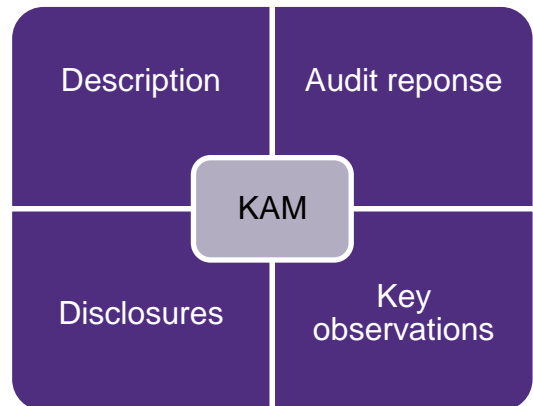 Description
Audit reponse
KAM
Disclosures
Key
observations